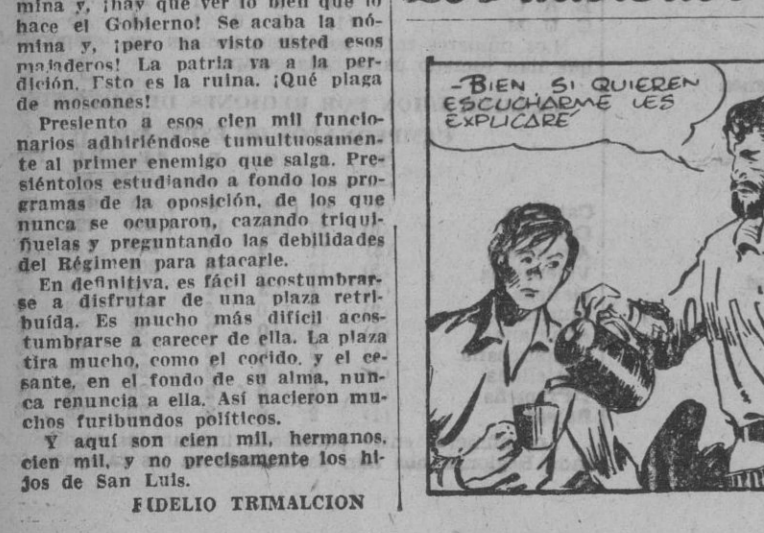 mina y, ¡hay que ver lo bien que lo
hace el Gobierno! Se acaba la nó-
mina y, ¡pero ha visto usted esos
majaderos! La patria va a la per-
dición. Esto es la ruina. ¡Qué plaga
de moscones!
Presiento a esos cien mil funcio-
narios adhiriéndose tumultuosamen-
te al primer enemigo que salga. Pre-
siéntolos estudiando a fondo los pro-
gramas de la oposición, de los que
nunca se ocuparon, cazando triqui-
ñuelas y preguntando las debilidades
del Régimen para atacarle.
En definitiva, es fácil acostumbrar-
se a disfrutar de una plaza retri-
buída. Es mucho más difícil acos-
tumbrarse a carecer de ella. La plaza
tira mucho, como el cocido, y el ce-
sante, en el fondo de su alma, nun-
ca renuncia a ella. Así nacieron mu-
chos furibundos políticos.
Y aquí son cien mil, hermanos,
cien mil, y no precisamente los hi-
jos de San Luis.
FIDELIO TRIMALCION
-BIEN SI QUIEREN
ESCUCHARME LES
EXPLICARÉ